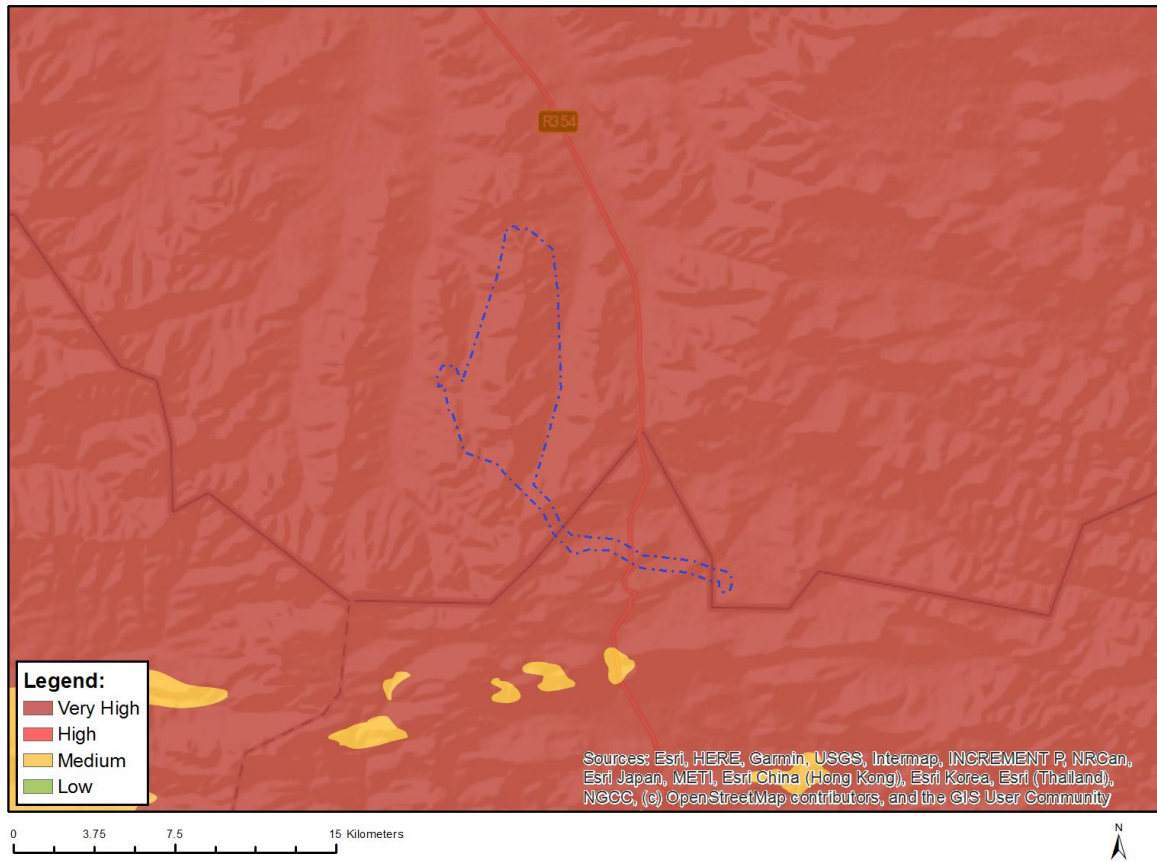 R354
Legend:
Very High
High
Medium
Low
Sources: Esri, HERE, Garmin, USGS, Intermap, INCREMENT P, NRCan,
Esri Japan, METI, Esri China (Hong Kong), Esri Korea, Esri (Thailand),
NGCC, (c) OpenStreetMap contributors, and the GIS User Community
0 3.75 7.5 15 Kilometers
N